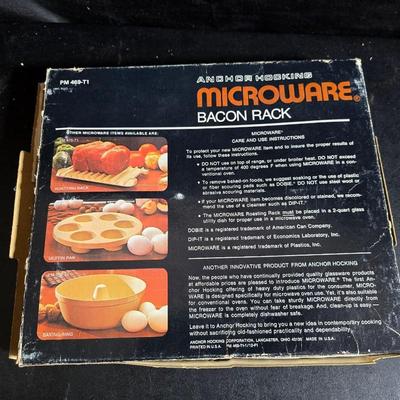 PM 469-T1
ANCHOR HOCKING
MICROWARE®
BACON RACK
OTHER MICROWARE ITEMS AVAILABLE ARE:
ROASTING RACK
MUFFIN PAN
BAKING RING
MICROWARE®
CARE AND USE INSTRUCTIONS
To protect your new MICROWARE item and to insure the proper results of
its use, follow these instructions.
• DO NOT use on top of range, or under broiler heat. DO NOT exceed
a temperature of 400 degrees F when using MICROWARE in a con-
ventional oven.
• To remove baked-on foods, we suggest soaking or the use of plastic
or fiber scouring pads such as DOBIE. DO NOT use steel wool or
abrasive scouring materials.
• If your MICROWARE item becomes discolored or stained, we recom-
mend the use of a cleanser such as DIP-IT.
• The MICROWARE Roasting Rack must be placed in a 2-quart glass
utility dish for proper use in a microwave oven.
DOBIE is a registered trademark of American Can Company.
DIP-IT is a registered trademark of Economics Laboratory, Inc.
MICROWARE is a registered trademark of Plastics, Inc.
ANOTHER INNOVATIVE PRODUCT FROM ANCHOR HOCKING
Now, the people who have continually provided quality glassware products
at affordable prices are pleased to introduce MICROWARE.® The first An-
chor Hocking offering of heavy duty plastics for the consumer, MICRO-
WARE is designed specifically for microwave oven use. Yet, it's also suitable
for conventional ovens. You can take sturdy MICROWARE directly from
the freezer to the oven without fear of breakage. And, clean-up is easy—
MICROWARE is completely dishwasher safe.
Leave it to Anchor Hocking to bring you a new idea in contemporary cooking
without sacrificing old-fashioned practicality and dependability.
ANCHOR HOCKING CORPORATION, LANCASTER, OHIO 43130 MADE IN U.S.A.
PRINTED IN U.S.A.